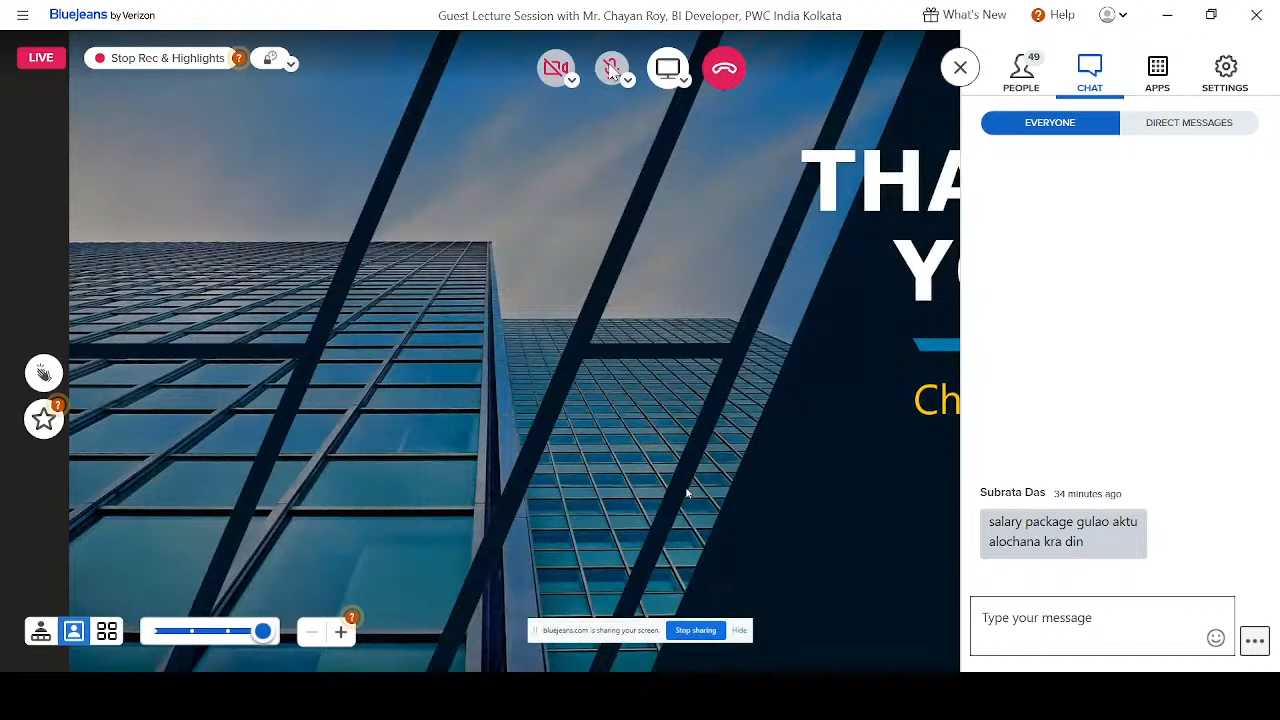 BlueJeans by Verizon
Guest Lecture Session with Mr. Chayan Roy, BI Developer, PWC India Kolkata
What's New
? Help
LIVE
Stop Rec & Highlights ?
49
PEOPLE
CHAT
APPS
SETTINGS
EVERYONE
DIRECT MESSAGES
THA
YO
Ch
?
Subrata Das 34 minutes ago
salary package gulao aktu
alochana kra din
Type your message
?
bluejeans.com is sharing your screen.
Stop sharing
Hide